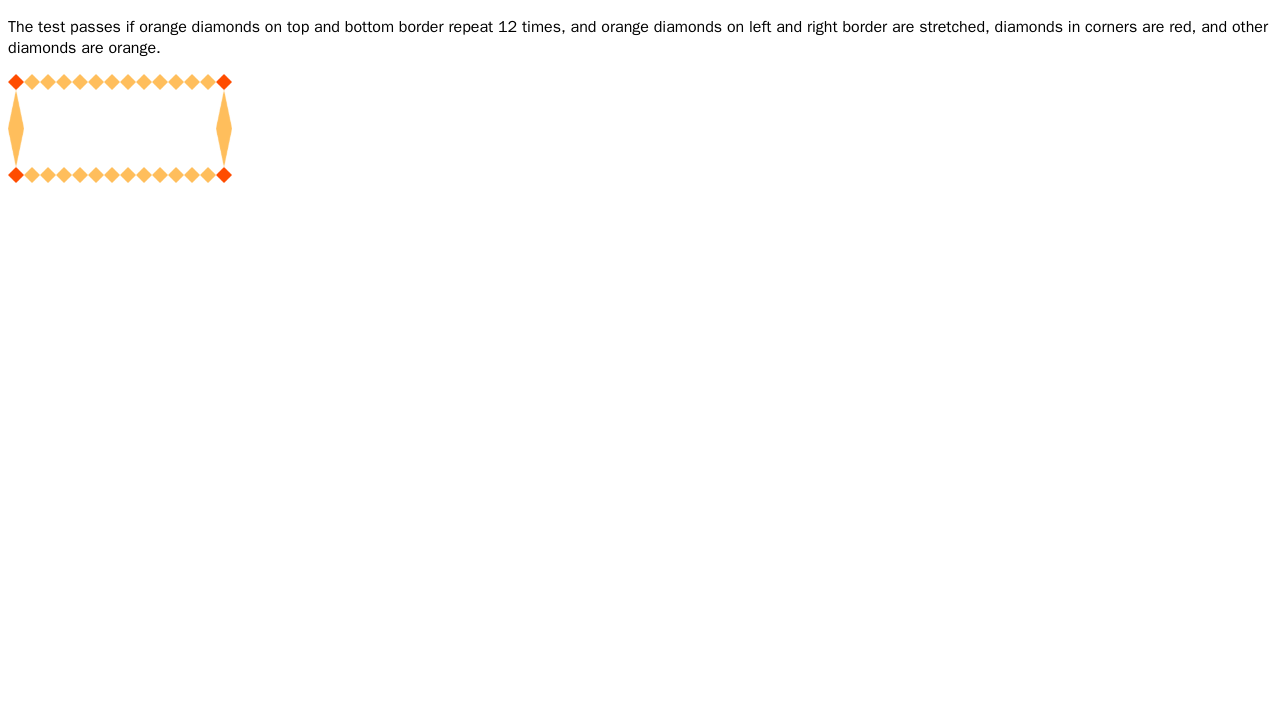 The test passes if orange diamonds on top and bottom border repeat 12 times, and orange diamonds on left and right border are stretched, diamonds in corners are red, and other
diamonds are orange.